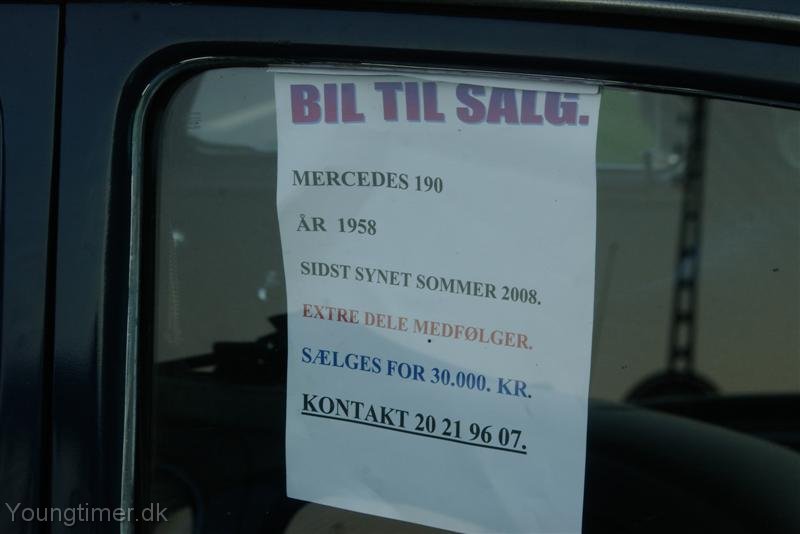 BIL TIL SALG.
MERCEDES 190
ÅR 1958
SIDST SYNET SOMMER 2008.
EXTRE DELE MEDFØLGER.
SÆLGES FOR 30.000. KR.
KONTAKT 20 21 96 07.
Youngtimer.dk